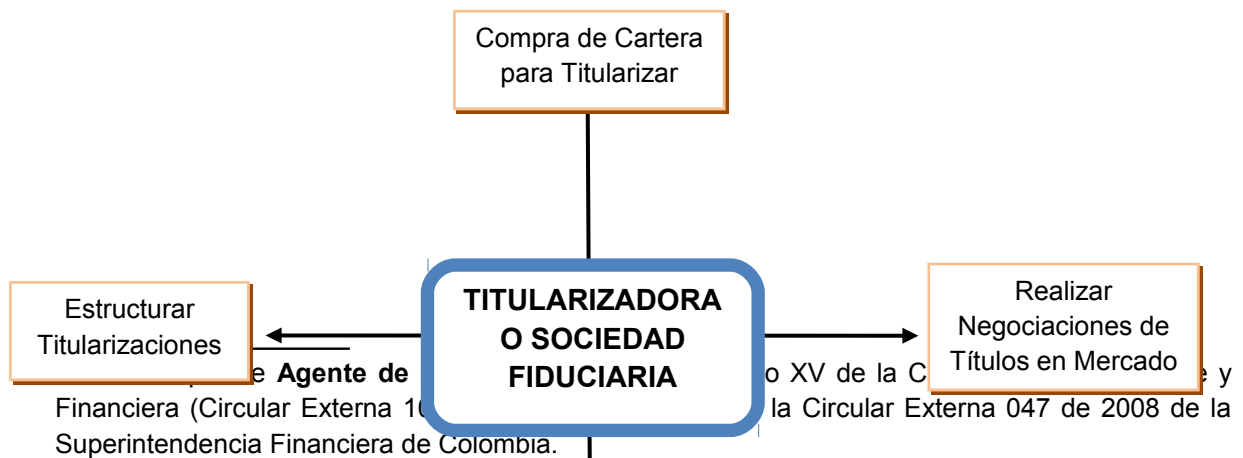 Compra de Cartera
para Titularizar
Estructurar
Titularizaciones
TITULARIZADORA
O SOCIEDAD
FIDUCIARIA
Realizar
Negociaciones de
Títulos en Mercado
Agente de XV de la y
Financiera (Circular Externa la Circular Externa 047 de 2008 de la
Superintendencia Financiera de Colombia.